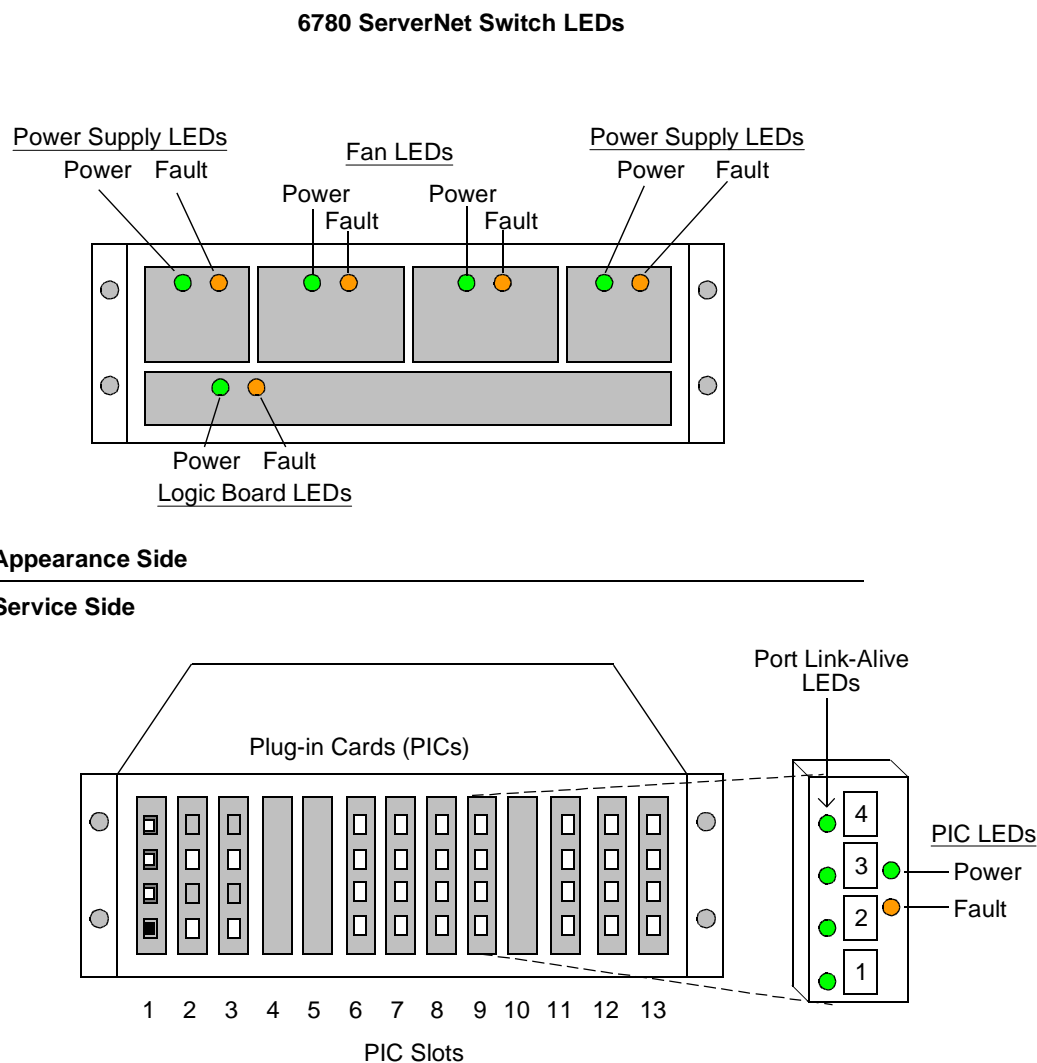 6780 ServerNet Switch LEDs
Power Supply LEDs
Power Fault
Fan LEDs
Power
Fault
Power
Fault
Power Supply LEDs
Power Fault
Power Fault
Logic Board LEDs
Appearance Side
Service Side
Plug-in Cards (PICs)
Port Link-Alive
LEDs
4
3
2
1
PIC LEDs
Power
Fault
1 2 3 4 5 6 7 8 9 10 11 12 13
PIC Slots